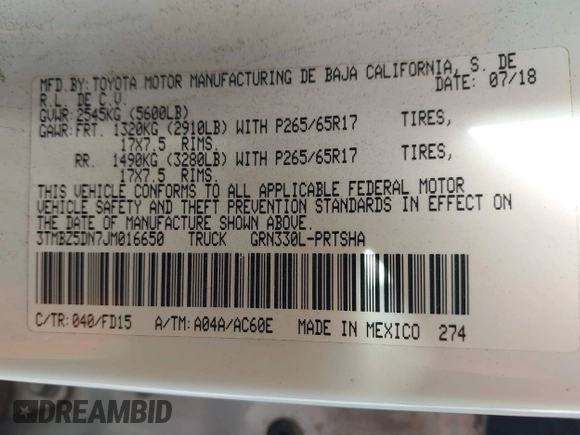 MFD.BY:TOYOTA MOTOR MANUFACTURING DE BAJA CALIFORNIA, S. DE
R.L. DE C.V. DATE: 07/18
GVWR:2545KG (5600LB)
GAWR:FRT. 1320KG (2910LB) WITH P265/65R17 TIRES,
17X7.5 RIMS.
RR. 1490KG (3280LB) WITH P265/65R17 TIRES,
17X7.5 RIMS.
THIS VEHICLE CONFORMS TO ALL APPLICABLE FEDERAL MOTOR
VEHICLE SAFETY AND THEFT PREVENTION STANDARDS IN EFFECT ON
THE DATE OF MANUFACTURE SHOWN ABOVE.
3TMBZ5DN7JM016650 TRUCK GRN330L-PRTSHA
C/TR:040/FD15 A/TM:A04A/AC60E MADE IN MEXICO 274
DREAMBID